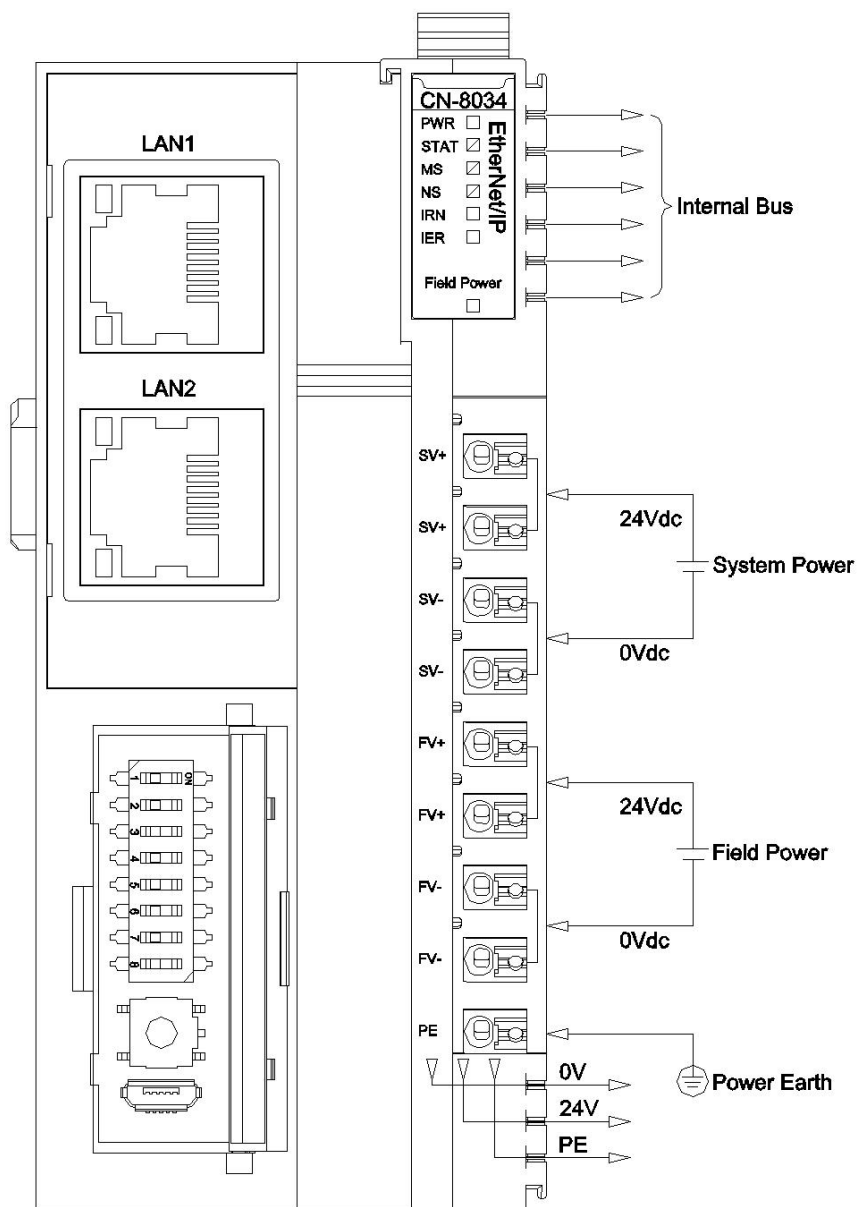 CN-8034
PWR
STAT
MS
NS
IRN
IER
EtherNet/IP
Field Power
LAN1
LAN2
Internal Bus
SV+
SV+
SV-
SV-
FV+
FV+
FV-
FV-
PE
24Vdc
System Power
0Vdc
24Vdc
Field Power
0Vdc
Power Earth
0V
24V
PE
ON
1
2
3
4
5
6
7
8